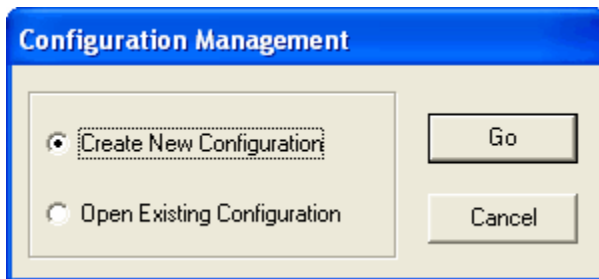 Configuration Management
Create New Configuration
Go
Open Existing Configuration
Cancel